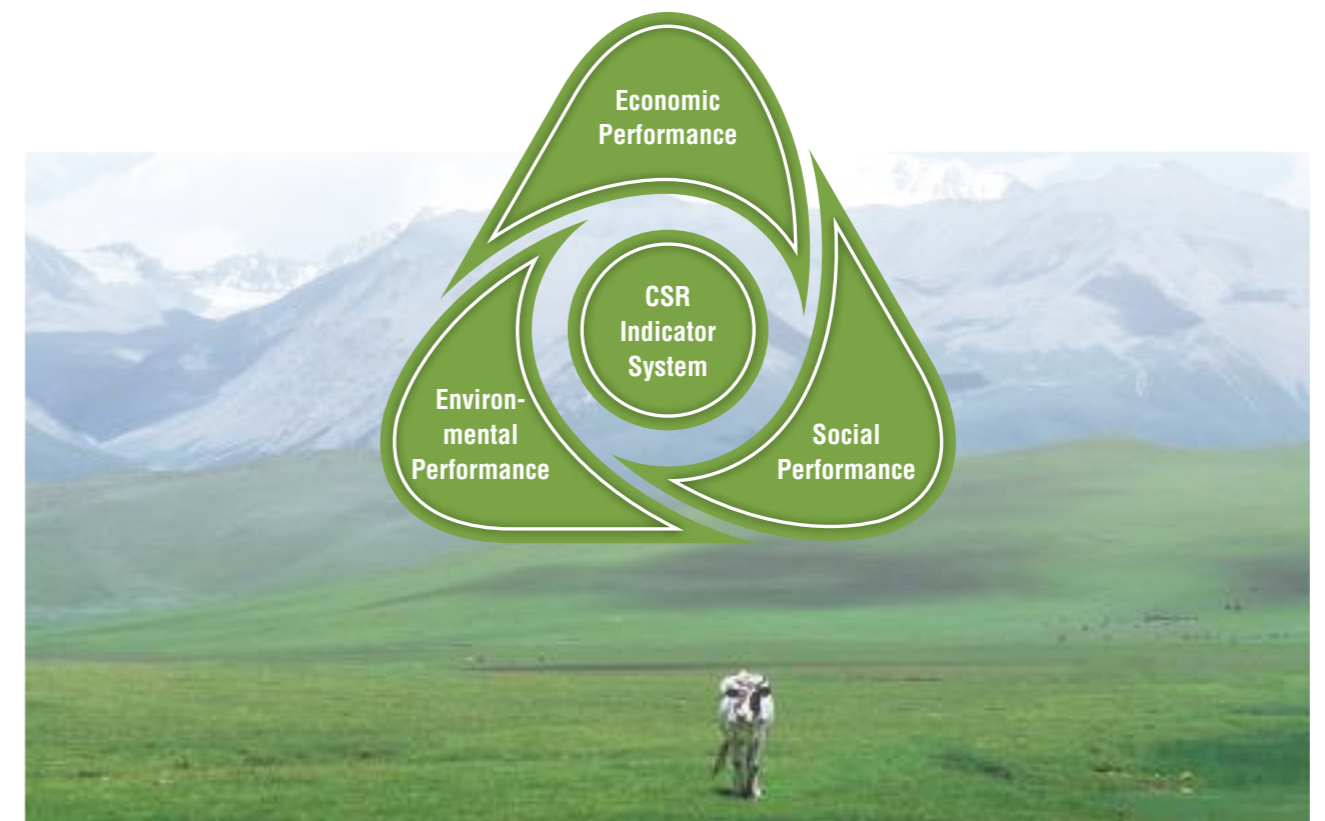 Economic
Performance
CSR
Indicator
System
Environ-
mental
Performance
Social
Performance